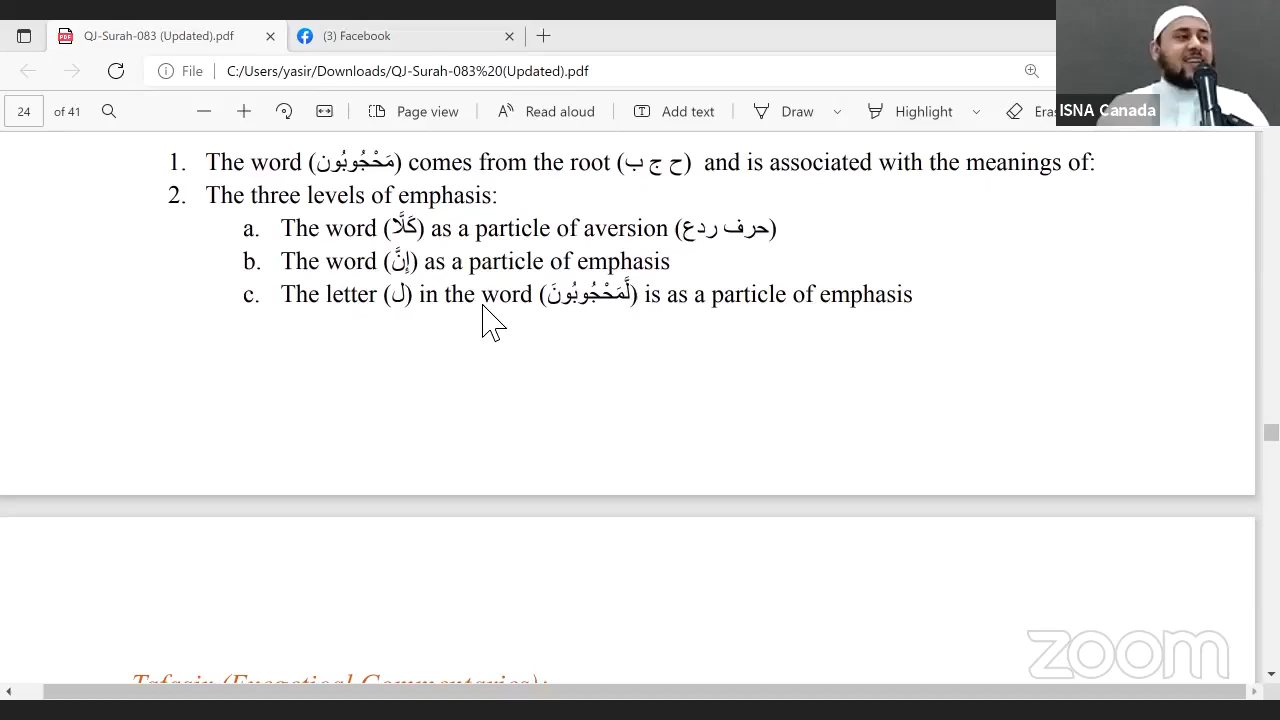 QJ-Surah-083 (Updated).pdf
(3) Facebook
File
C:/Users/yasir/Downloads/QJ-Surah-083%20(Updated).pdf
24 of 41
Page view
Read aloud
Add text
Draw
Highlight
Era
ISNA Canada
1. The word (مَحْجُوبُون) comes from the root (ح ج ب) and is associated with the meanings of:
2. The three levels of emphasis:
a. The word (كَلَّا) as a particle of aversion (حرف ردع)
b. The word (إِنَّ) as a particle of emphasis
c. The letter (ل) in the word (لَّمَحْجُوبُونَ) is as a particle of emphasis
zoom
Tafasir (Exegetical Commentaries):